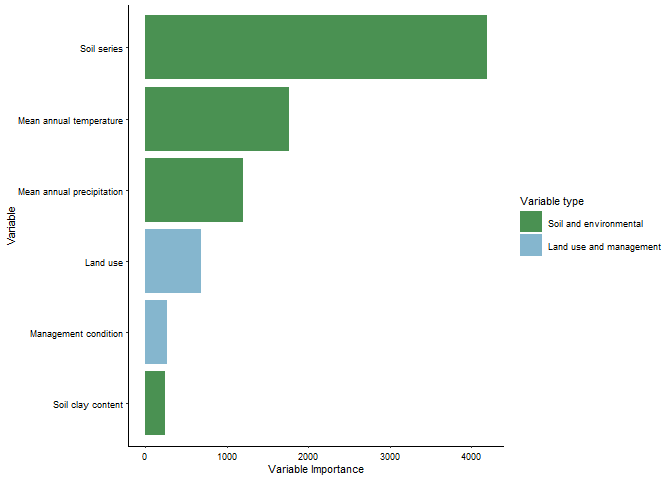 Soil series
Mean annual temperature
Mean annual precipitation
Land use
Management condition
Soil clay content
Variable
0 1000 2000 3000 4000
Variable Importance
Variable type
Soil and environmental
Land use and management